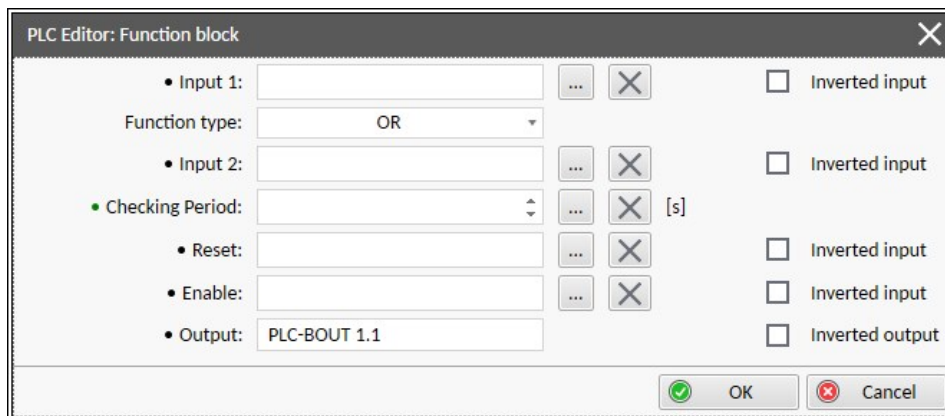 PLC Editor: Function block
• Input 1: ... Inverted input
Function type: OR
• Input 2: ... Inverted input
• Checking Period: ... [s]
• Reset: ... Inverted input
• Enable: ... Inverted input
• Output: PLC-BOUT 1.1 Inverted output
OK Cancel